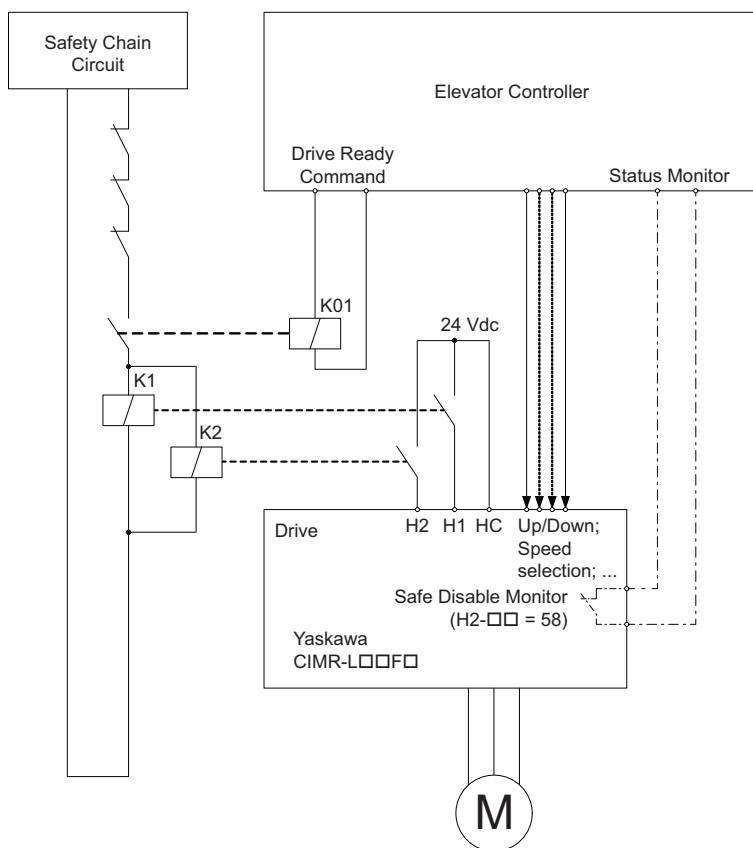 Safety Chain
Circuit
Elevator Controller
Drive Ready
Command
Status Monitor
K01
24 Vdc
K1
K2
Drive
H2 H1 HC Up/Down;
Speed
selection; ...
Safe Disable Monitor
(H2-□□ = 58)
Yaskawa
CIMR-L□□F□
M